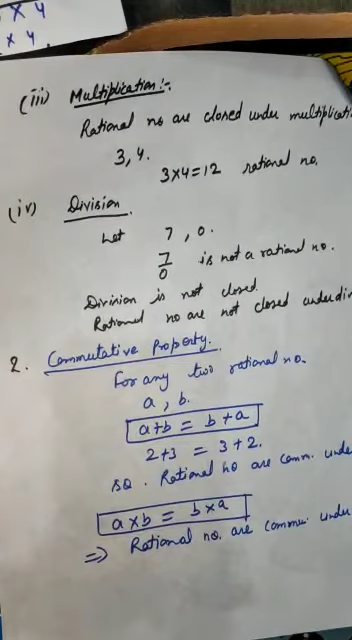 x 4
x 4.
(iii) Multiplication :-
Rational no are closed under multiplicati
3, 4.
3x4=12 rational no.
(iv) Division.
Let 7, 0.
7/0 is not a rational no.
Division is not closed.
Rational no are not closed under di
2. Commutative Property.
For any two rational no.
a, b.
a+b = b+a
2+3 = 3+2.
so. Rational no are comm. unde
a x b = b x a
⇒ Rational no. are commu under